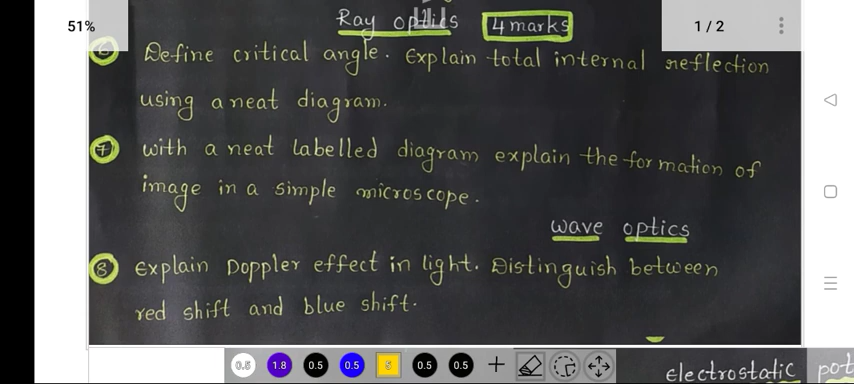 51%
Ray optics 4 marks
1 / 2
6 Define critical angle. Explain total internal reflection
using a neat diagram.
7 with a neat labelled diagram explain the formation of
image in a simple microscope.
wave optics
8 Explain Doppler effect in light. Distinguish between
red shift and blue shift.
0.5 1.8 0.5 0.5 5 0.5 0.5
electrostatic pot